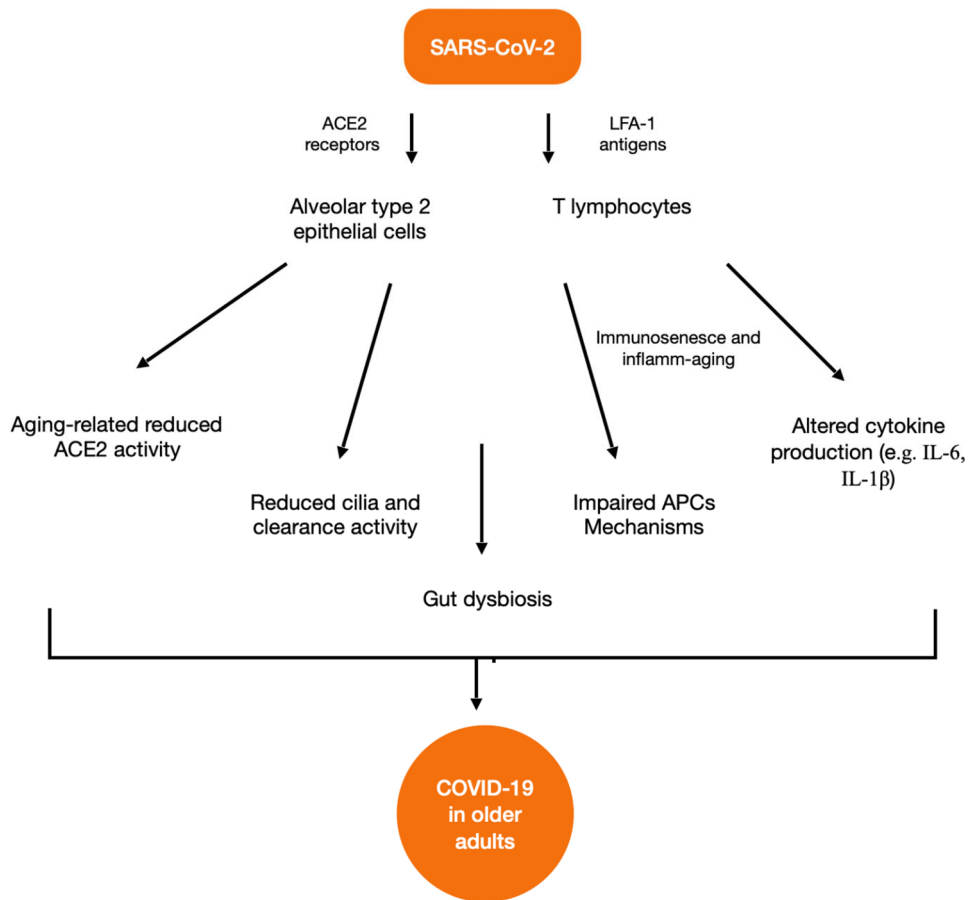 SARS-CoV-2
ACE2
receptors
LFA-1
antigens
Alveolar type 2
epithelial cells
T lymphocytes
Immunosenesce and
inflamm-aging
Aging-related reduced
ACE2 activity
Altered cytokine
production (e.g. IL-6,
IL-1β)
Reduced cilia and
clearance activity
Impaired APCs
Mechanisms
Gut dysbiosis
COVID-19
in older
adults